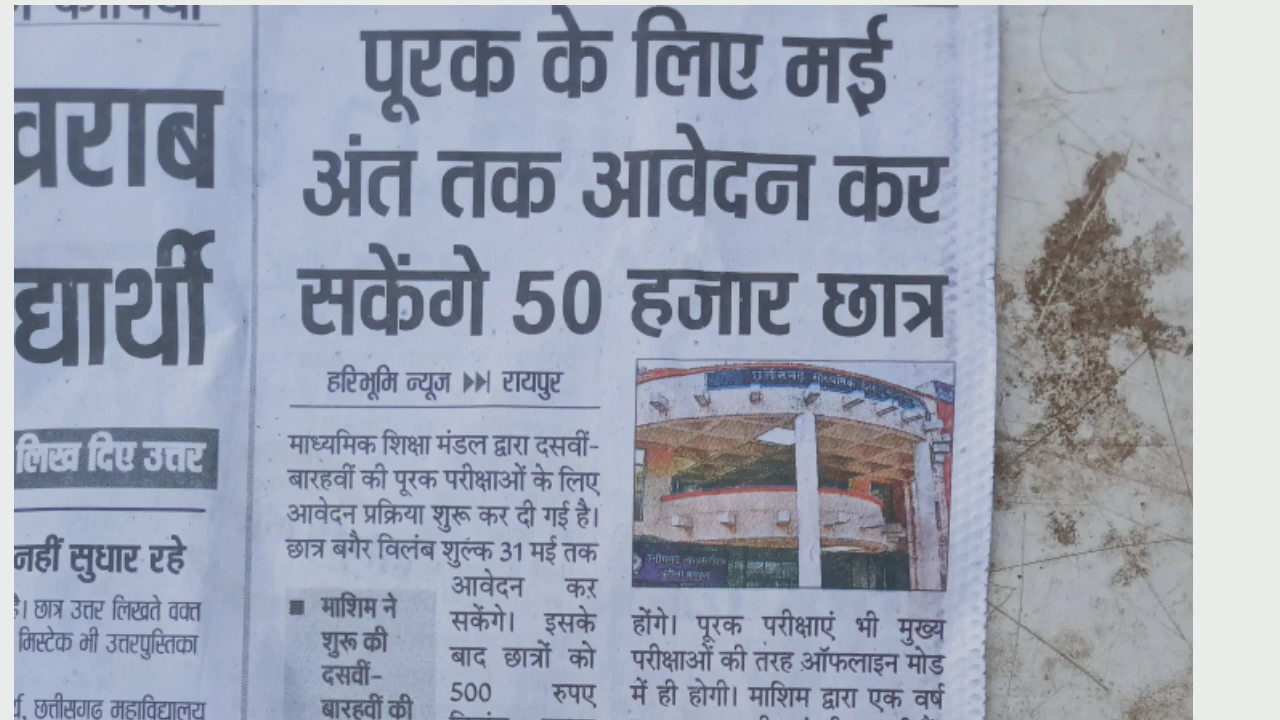 खराब
द्यार्थी
लिख दिए उत्तर
नहीं सुधार रहे
है। छात्र उत्तर लिखते वक्त
मिस्टेक भी उत्तरपुस्तिका
छत्तीसगढ़ महाविद्यालय
पूरक के लिए मई
अंत तक आवेदन कर
सकेंगे 50 हजार छात्र
हरिभूमि न्यूज रायपुर
माध्यमिक शिक्षा मंडल द्वारा दसवीं-
बारहवीं की पूरक परीक्षाओं के लिए
आवेदन प्रक्रिया शुरू कर दी गई है।
छात्र बगैर विलंब शुल्क 31 मई तक
आवेदन कर
सकेंगे। इसके
बाद छात्रों को
500 रुपए
माशिम ने
शुरू की
दसवीं-
बारहवीं की
होंगे। पूरक परीक्षाएं भी मुख्य
परीक्षाओं की तरह ऑफलाइन मोड
में ही होगी। माशिम द्वारा एक वर्ष